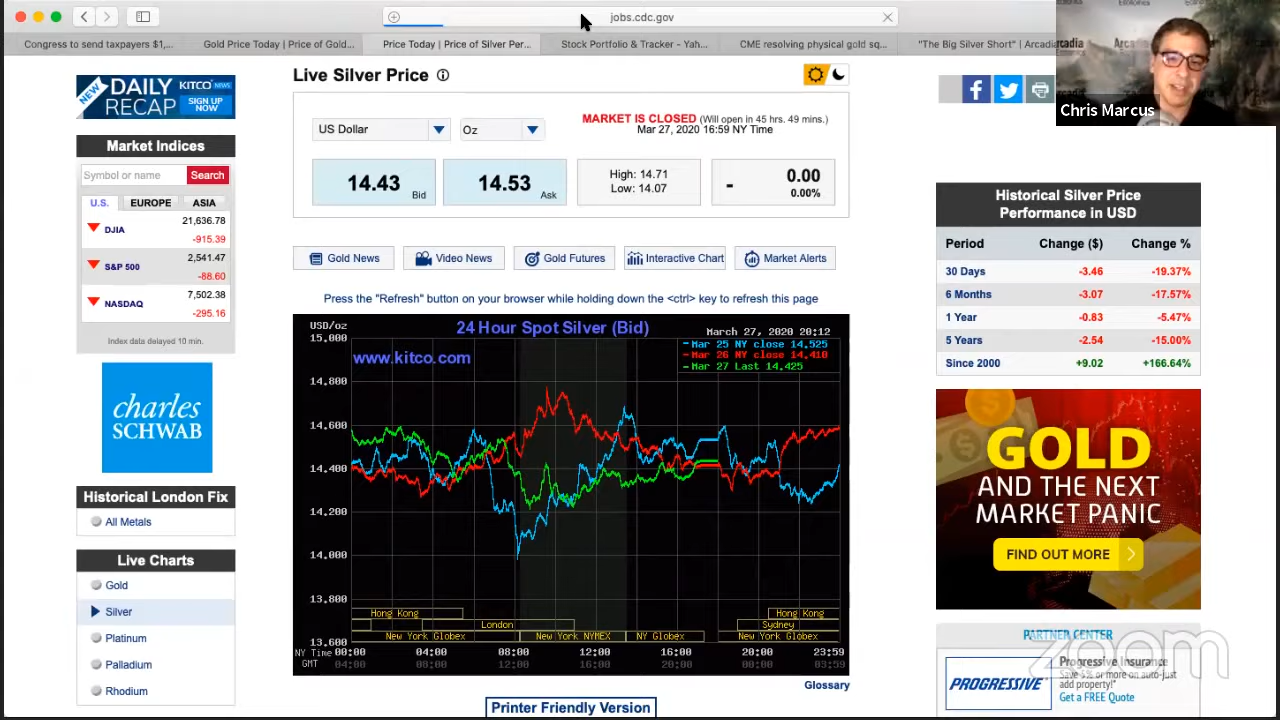 jobs.cdc.gov
Congress to send taxpayers $1,...
Gold Price Today | Price of Gold...
Price Today | Price of Silver Per...
Stock Portfolio & Tracker - Yah...
CME resolving physical gold sq...
"The Big Silver Short" | Arcadia
Chris Marcus
NEW DAILY RECAP
KITCO NEWS
SIGN UP NOW
Market Indices
Symbol or name
Search
U.S. EUROPE ASIA
DJIA 21,636.78
-915.39
S&P 500 2,541.47
-88.60
NASDAQ 7,502.38
-295.16
Index data delayed 10 min.
charles
SCHWAB
Historical London Fix
All Metals
Live Charts
Gold
Silver
Platinum
Palladium
Rhodium
Live Silver Price
US Dollar
Oz
MARKET IS CLOSED (Will open in 45 hrs. 49 mins.)
Mar 27, 2020 16:59 NY Time
14.43 Bid
14.53 Ask
High: 14.71
Low: 14.07
- 0.00
0.00%
Gold News
Video News
Gold Futures
Interactive Chart
Market Alerts
Press the "Refresh" button on your browser while holding down the <ctrl> key to refresh this page
USD/oz
24 Hour Spot Silver (Bid)
March 27, 2020 20:12
www.kitco.com
Mar 25 NY close 14.525
Mar 26 NY close 14.410
Mar 27 Last 14.425
15.000
14.800
14.600
14.400
14.200
14.000
13.800
13.600
Hong Kong
Hong Kong
London
Sydney
New York Globex
New York NYMEX
NY Globex
New York Globex
NY Time 00:00 04:00 08:00 12:00 16:00 20:00 23:59
GMT 04:00 08:00 12:00 16:00 20:00 00:00 03:59
Glossary
Printer Friendly Version
Historical Silver Price
Performance in USD
Period Change ($) Change %
30 Days -3.46 -19.37%
6 Months -3.07 -17.57%
1 Year -0.83 -5.47%
5 Years -2.54 -15.00%
Since 2000 +9.02 +166.64%
GOLD
AND THE NEXT
MARKET PANIC
FIND OUT MORE
PARTNER CENTER
PROGRESSIVE
Progressive Insurance
Save 5% or more on auto-just
add property!*
Get a FREE Quote
zoom